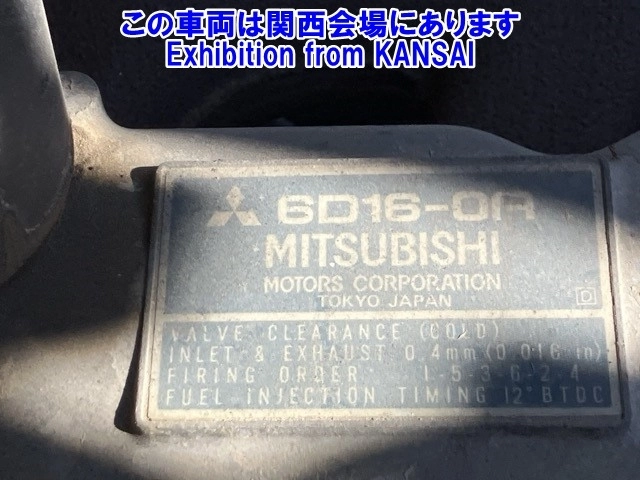 この車両は関西会場にあります
Exhibition from KANSAI
6D16-0A
MITSUBISHI
MOTORS CORPORATION
TOKYO JAPAN
D
VALVE CLEARANCE (COLD)
INLET & EXHAUST 0.4mm (0.016 in)
FIRING ORDER 1-5-3-6-2-4
FUEL INJECTION TIMING 12° BTDC